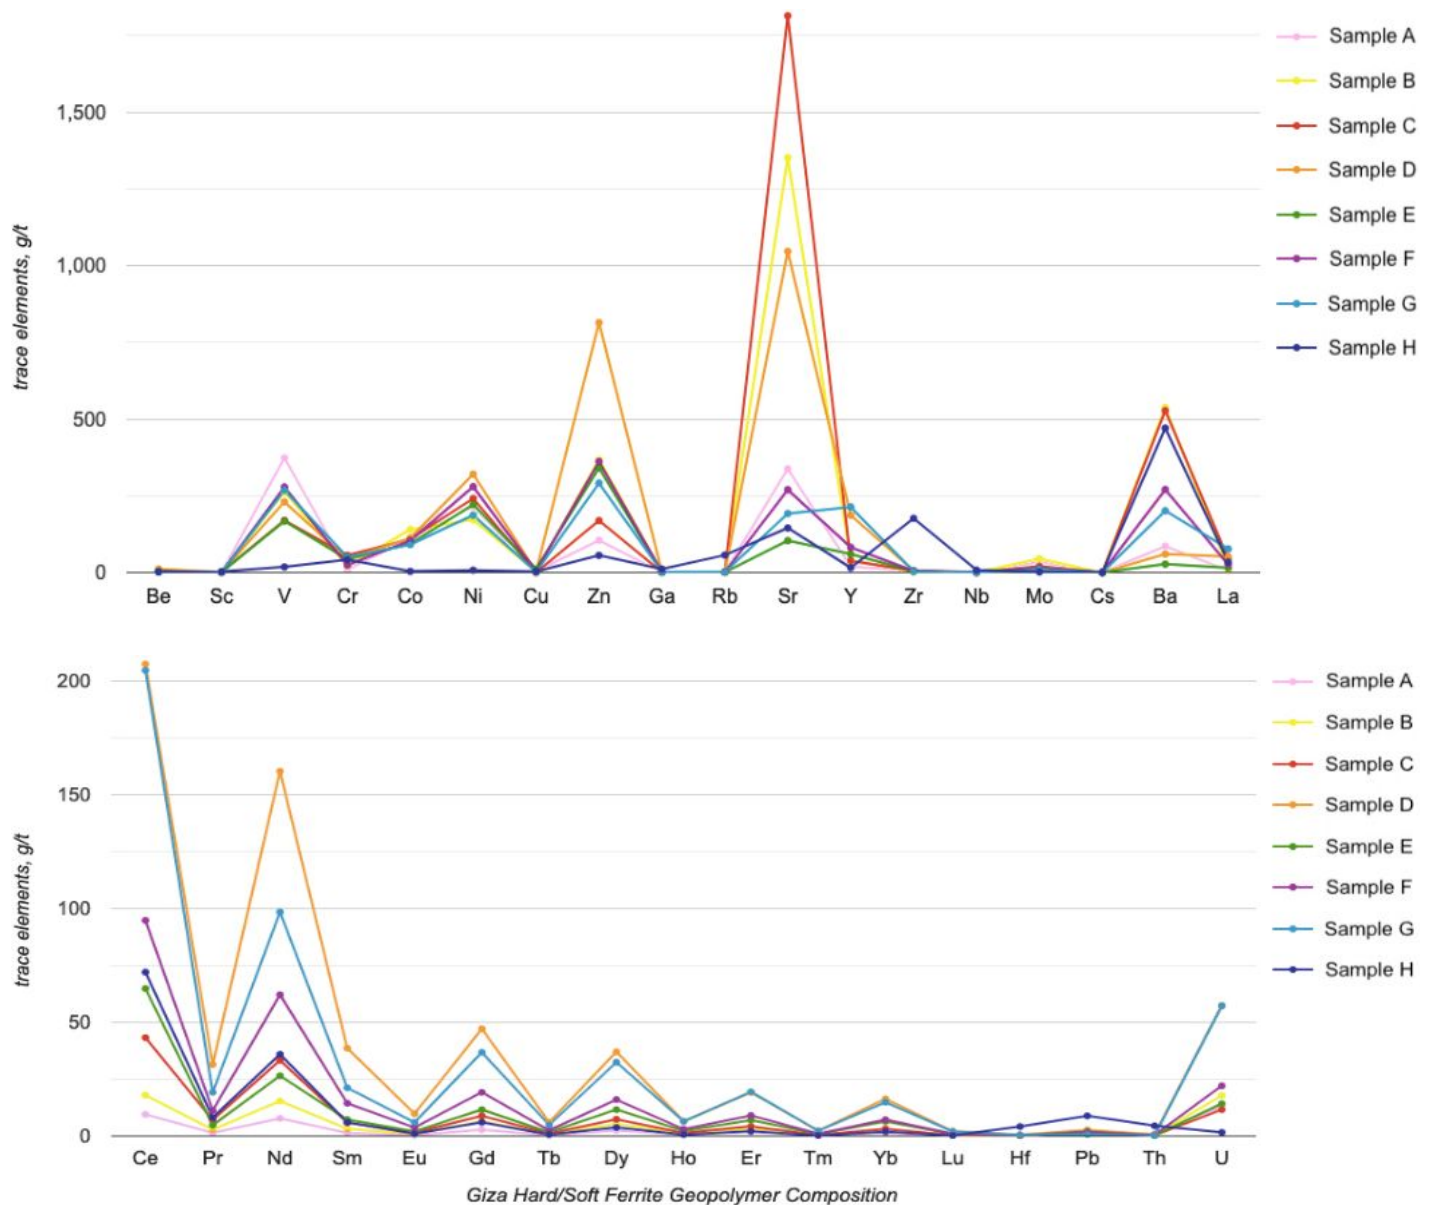 trace elements, g/t
1,500
1,000
500
0
Be Sc V Cr Co Ni Cu Zn Ga Rb Sr Y Zr Nb Mo Cs Ba La
Sample A
Sample B
Sample C
Sample D
Sample E
Sample F
Sample G
Sample H
trace elements, g/t
200
150
100
50
0
Ce Pr Nd Sm Eu Gd Tb Dy Ho Er Tm Yb Lu Hf Pb Th U
Sample A
Sample B
Sample C
Sample D
Sample E
Sample F
Sample G
Sample H
Giza Hard/Soft Ferrite Geopolymer Composition